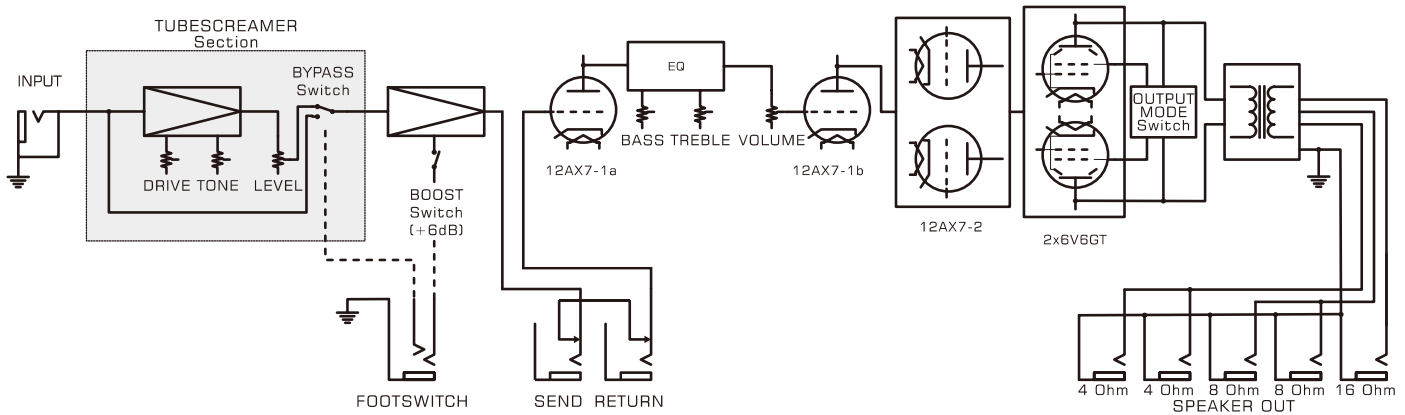 TUBESCREAMER
Section
INPUT
BYPASS
Switch
DRIVE TONE LEVEL
BOOST
Switch
(+6dB)
FOOTSWITCH
SEND RETURN
12AX7-1a
EQ
BASS TREBLE VOLUME
12AX7-1b
12AX7-2
2x6V6GT
OUTPUT
MODE
Switch
4 Ohm 4 Ohm 8 Ohm 8 Ohm 16 Ohm
SPEAKER OUT